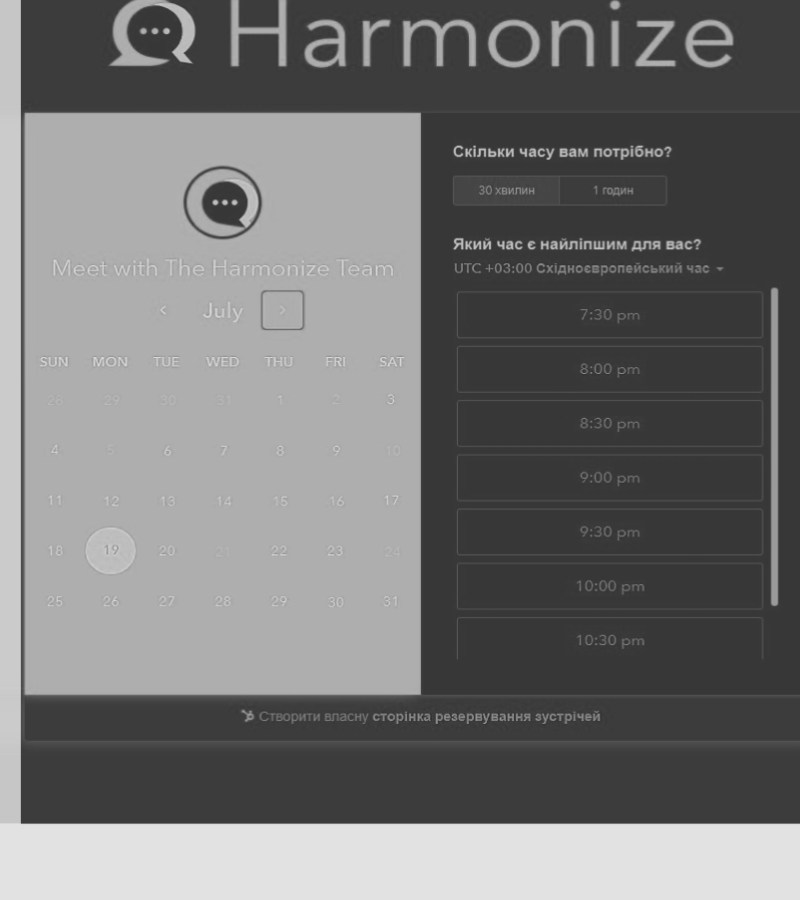 Harmonize
Meet with The Harmonize Team
July
SUN MON TUE WED THU FRI SAT
28 29 30 31 1 2 3
4 5 6 7 8 9 10
11 12 13 14 15 16 17
18 19 20 21 22 23 24
25 26 27 28 29 30 31
Скільки часу вам потрібно?
30 хвилин 1 годин
Який час є найліпшим для вас?
UTC +03:00 Східноєвропейський час
7:30 pm
8:00 pm
8:30 pm
9:00 pm
9:30 pm
10:00 pm
10:30 pm
Створити власну сторінка резервування зустрічей